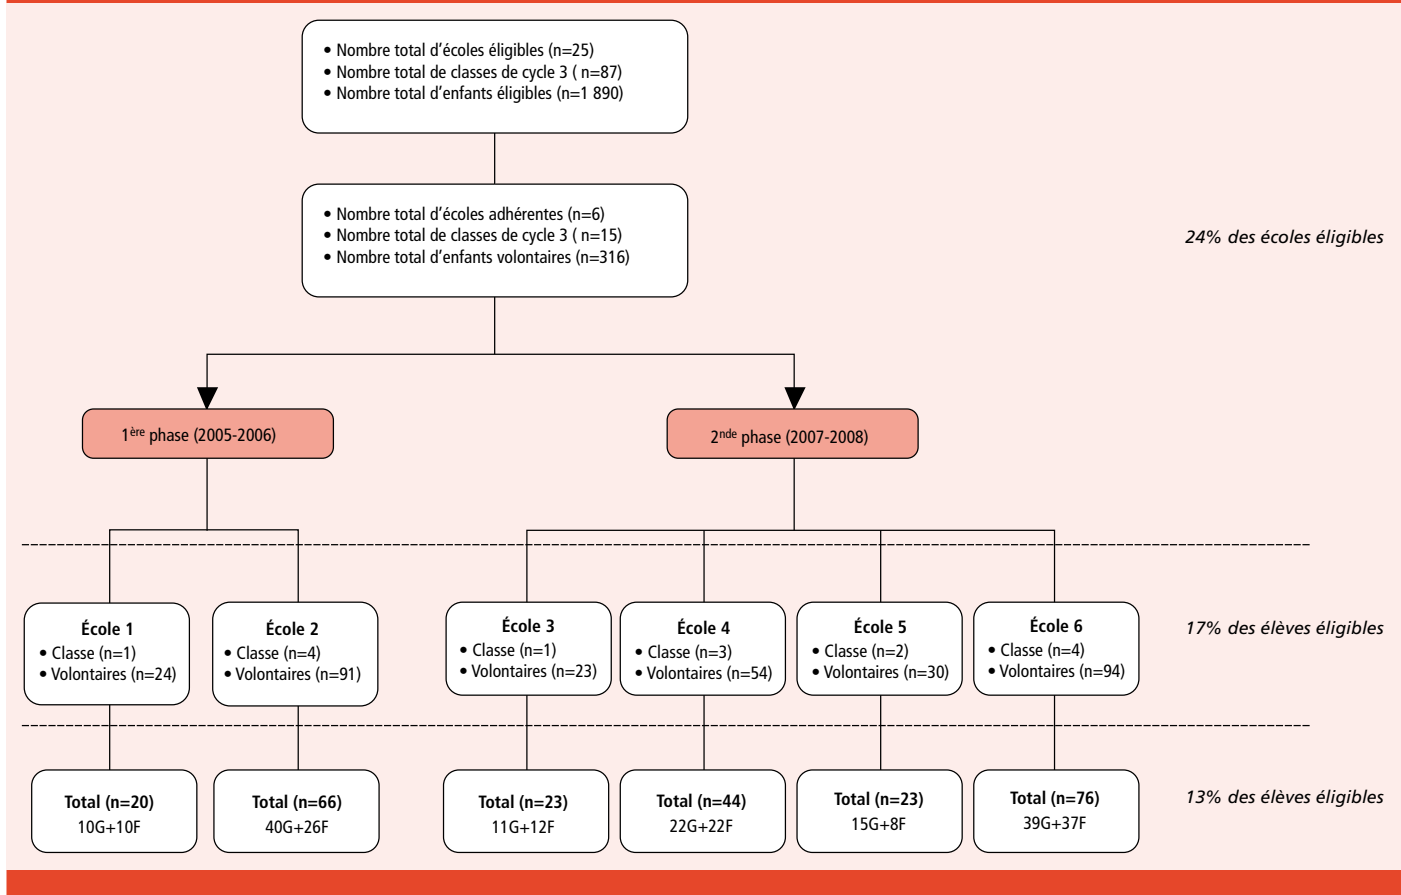 • Nombre total d'écoles éligibles (n=25)
• Nombre total de classes de cycle 3 ( n=87)
• Nombre total d'enfants éligibles (n=1 890)
• Nombre total d'écoles adhérentes (n=6)
• Nombre total de classes de cycle 3 ( n=15)
• Nombre total d'enfants volontaires (n=316)
24% des écoles éligibles
1ère phase (2005-2006)
2nde phase (2007-2008)
École 1
• Classe (n=1)
• Volontaires (n=24)
École 2
• Classe (n=4)
• Volontaires (n=91)
École 3
• Classe (n=1)
• Volontaires (n=23)
École 4
• Classe (n=3)
• Volontaires (n=54)
École 5
• Classe (n=2)
• Volontaires (n=30)
École 6
• Classe (n=4)
• Volontaires (n=94)
17% des élèves éligibles
Total (n=20)
10G+10F
Total (n=66)
40G+26F
Total (n=23)
11G+12F
Total (n=44)
22G+22F
Total (n=23)
15G+8F
Total (n=76)
39G+37F
13% des élèves éligibles